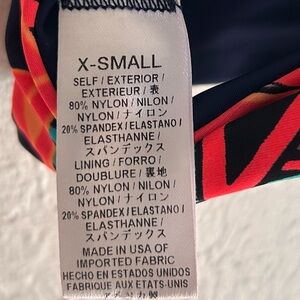 X-SMALL
SELF / EXTERIOR /
EXTERIEUR / 表
80% NYLON / NILON /
NYLON / ナイロン
20% SPANDEX / ELASTANO /
ELASTHANNE /
スパンデックス
LINING / FORRO /
DOUBLURE / 裏地
80% NYLON / NILON /
NYLON / ナイロン
20% SPANDEX / ELASTANO /
ELASTHANNE /
スパンデックス
MADE IN USA OF
IMPORTED FABRIC
HECHO EN ESTADOS UNIDOS
FABRIQUE AUX ETATS-UNIS